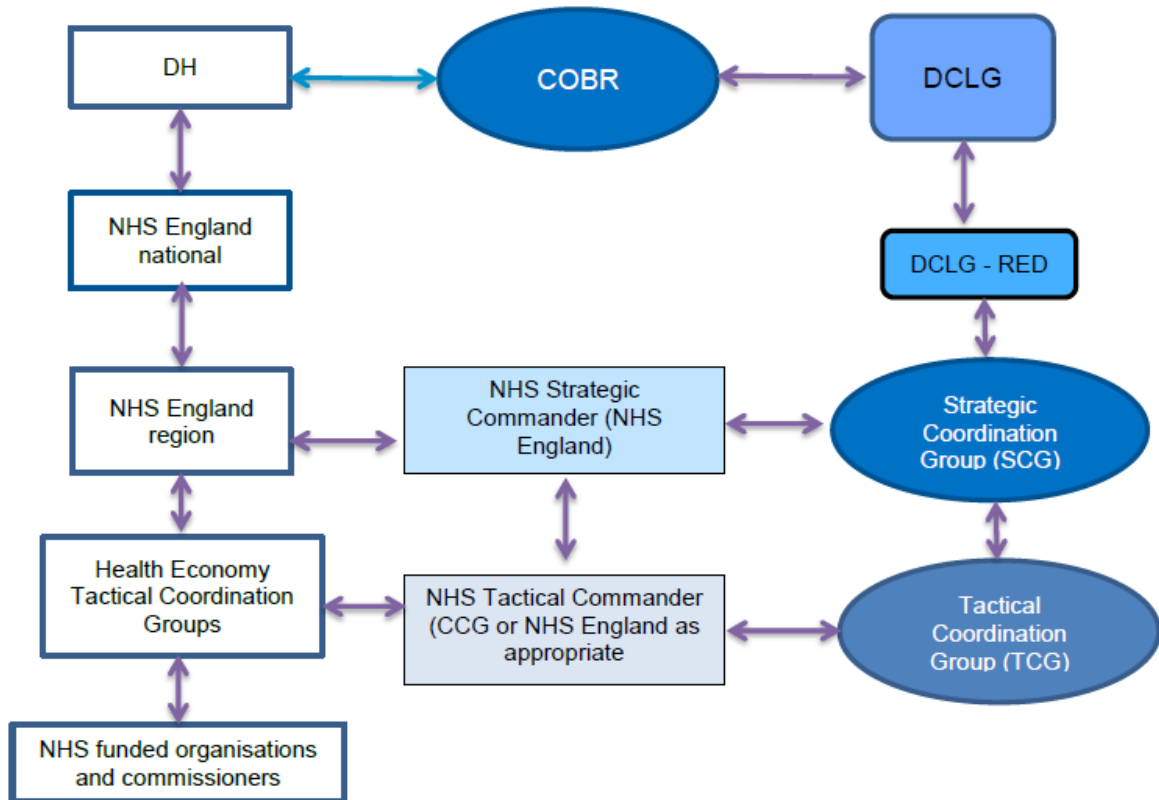 DH
COBR
DCLG
NHS England
national
DCLG - RED
NHS England
region
NHS Strategic
Commander (NHS
England)
Strategic
Coordination
Group (SCG)
Health Economy
Tactical Coordination
Groups
NHS Tactical Commander
(CCG or NHS England as
appropriate
Tactical
Coordination
Group (TCG)
NHS funded organisations
and commissioners